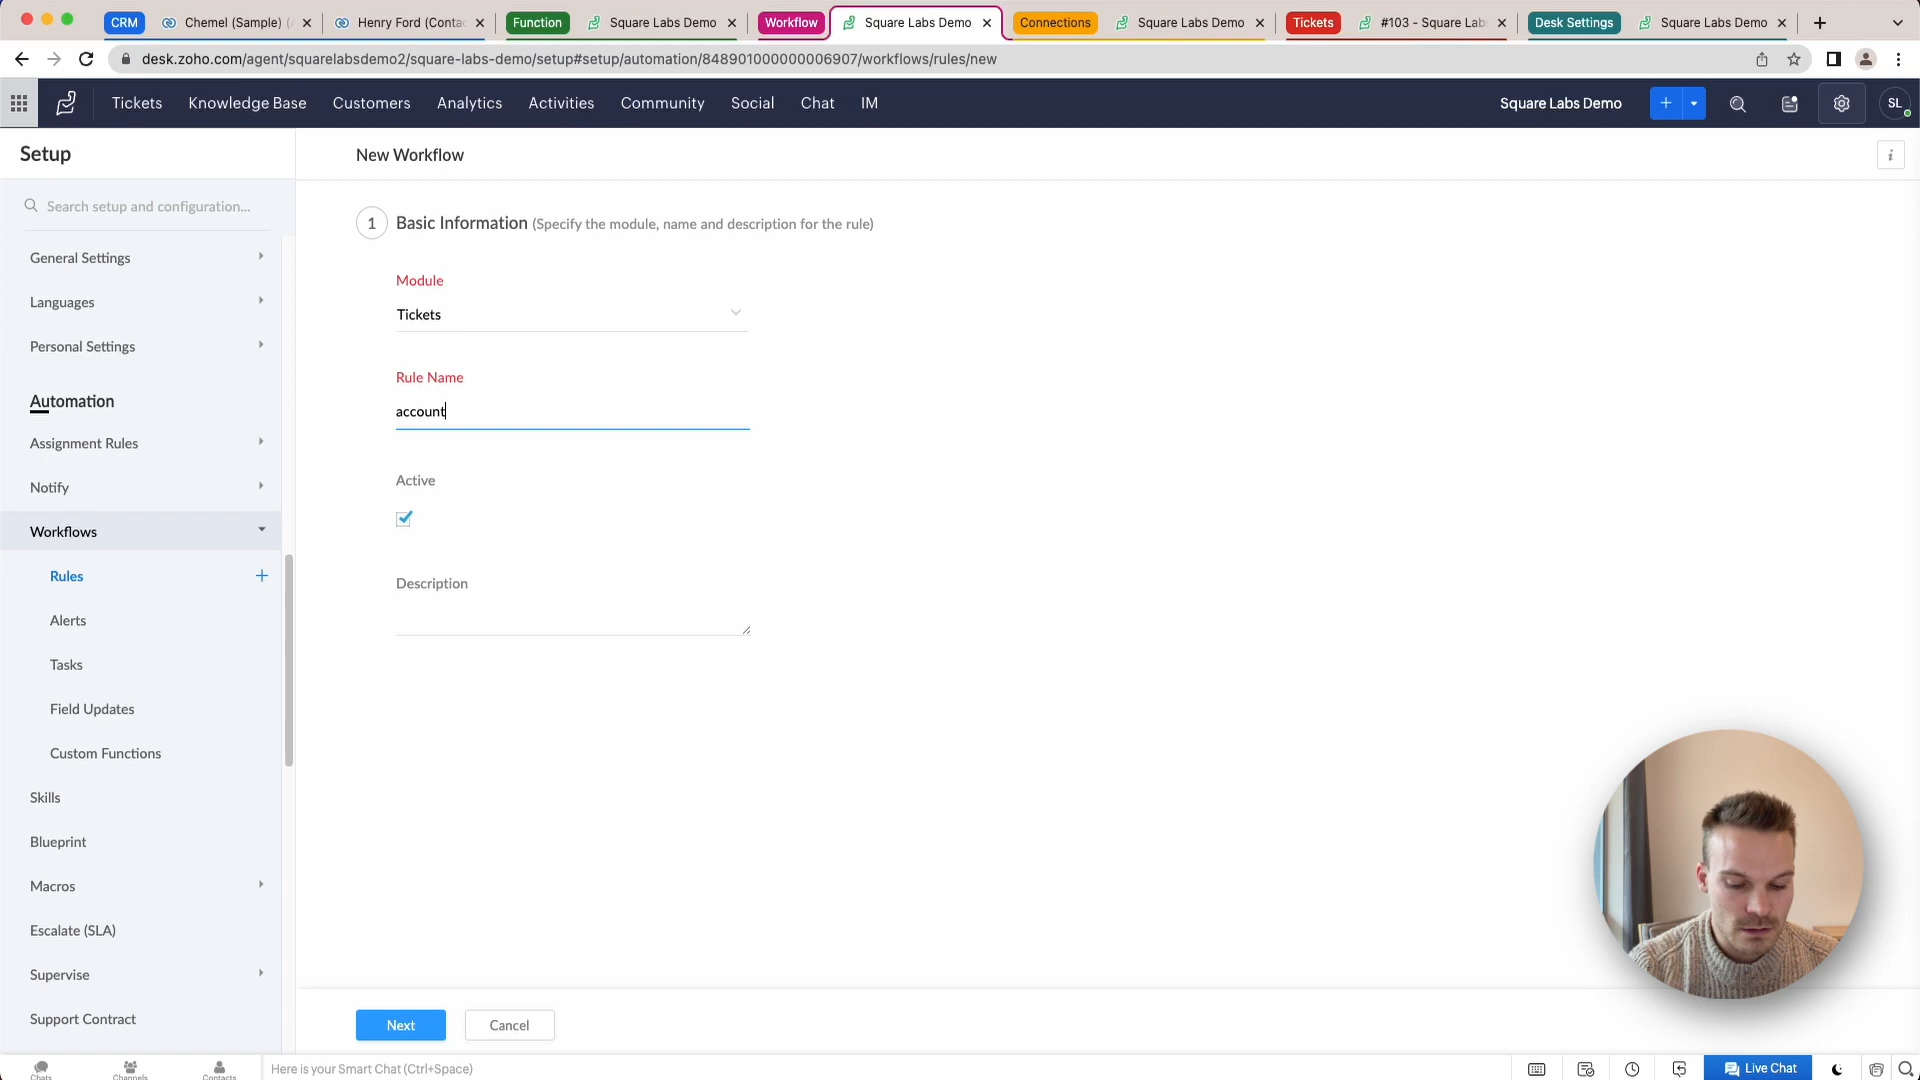 CRM
Chemel (Sample) (
Henry Ford (Conta
Function
Square Labs Demo
Workflow
Square Labs Demo
Connections
Square Labs Demo
Tickets
#103 - Square Lab
Desk Settings
Square Labs Demo
desk.zoho.com/agent/squarelabsdemo2/square-labs-demo/setup#setup/automation/848901000000006907/workflows/rules/new
Tickets
Knowledge Base
Customers
Analytics
Activities
Community
Social
Chat
IM
Square Labs Demo
SL
Setup
New Workflow
i
Search setup and configuration...
General Settings
Languages
Personal Settings
Automation
Assignment Rules
Notify
Workflows
Rules
Alerts
Tasks
Field Updates
Custom Functions
Skills
Blueprint
Macros
Escalate (SLA)
Supervise
Support Contract
1 Basic Information (Specify the module, name and description for the rule)
Module
Tickets
Rule Name
account
Active
Description
Next
Cancel
Chats
Channels
Contacts
Here is your Smart Chat (Ctrl+Space)
Live Chat